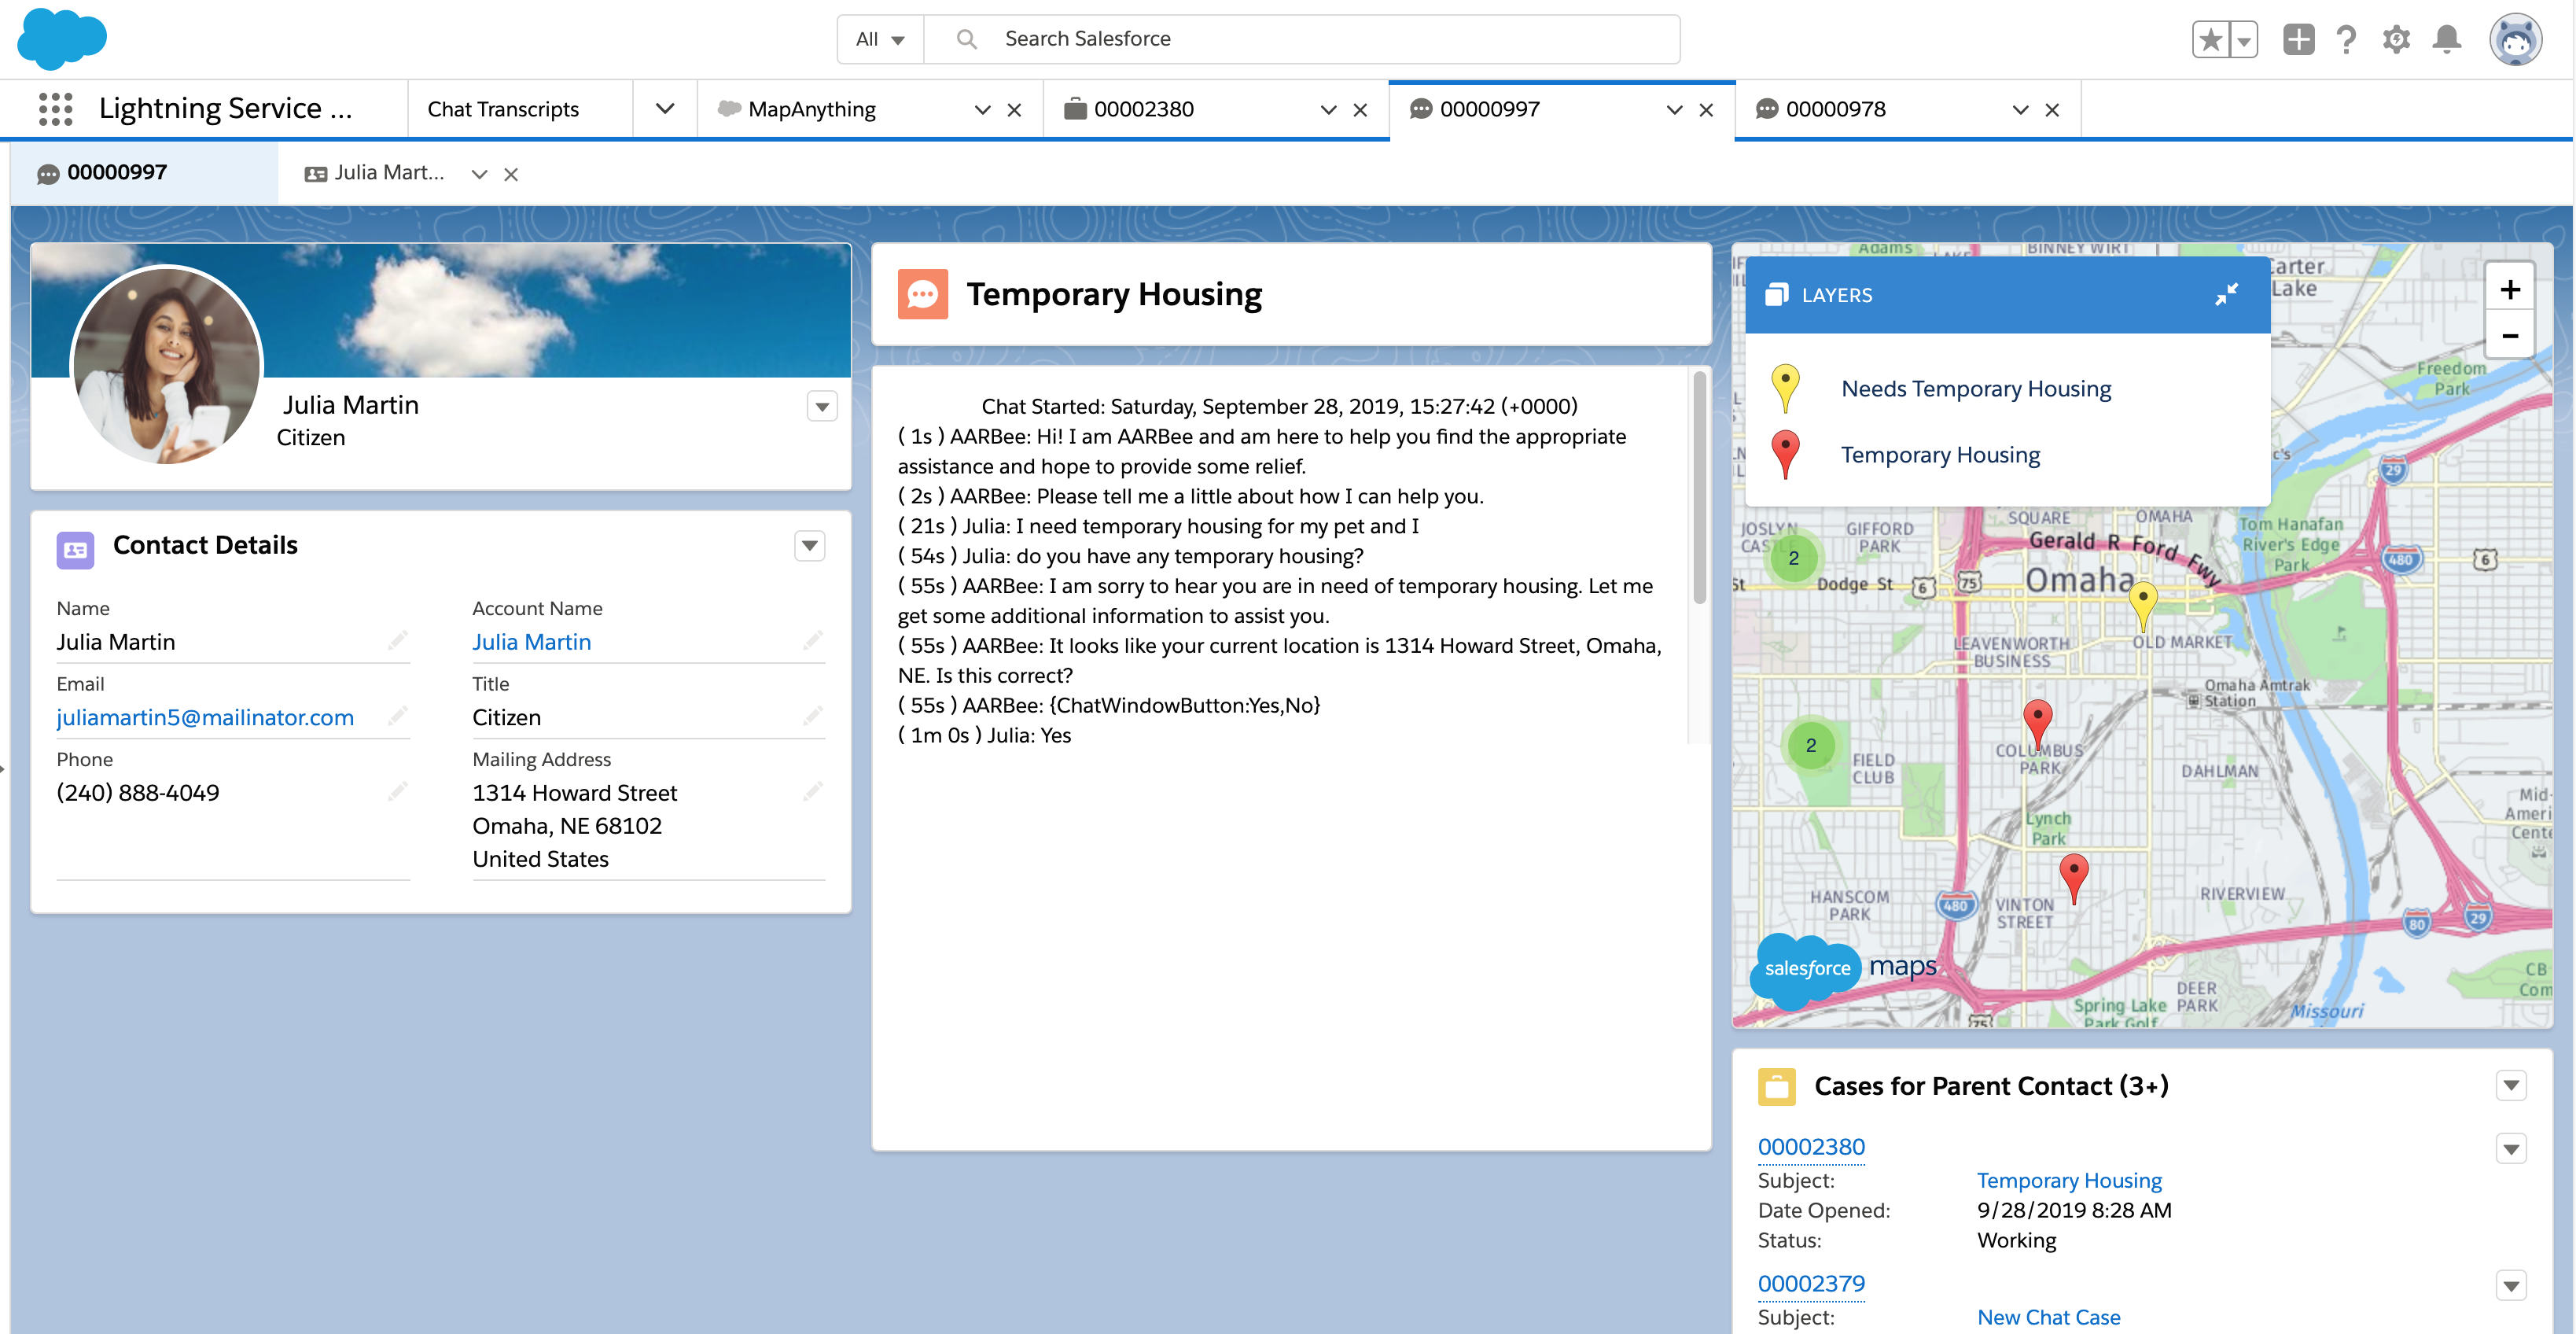 All
Search Salesforce
Lightning Service ...
Chat Transcripts
MapAnything
00002380
00000997
00000978
00000997
Julia Mart...
Julia Martin
Citizen
Contact Details
Name
Julia Martin
Account Name
Julia Martin
Email
juliamartin5@mailinator.com
Title
Citizen
Phone
(240) 888-4049
Mailing Address
1314 Howard Street
Omaha, NE 68102
United States
Temporary Housing
Chat Started: Saturday, September 28, 2019, 15:27:42 (+0000)
( 1s ) AARBee: Hi! I am AARBee and am here to help you find the appropriate
assistance and hope to provide some relief.
( 2s ) AARBee: Please tell me a little about how I can help you.
( 21s ) Julia: I need temporary housing for my pet and I
( 54s ) Julia: do you have any temporary housing?
( 55s ) AARBee: I am sorry to hear you are in need of temporary housing. Let me
get some additional information to assist you.
( 55s ) AARBee: It looks like your current location is 1314 Howard Street, Omaha,
NE. Is this correct?
( 55s ) AARBee: {ChatWindowButton:Yes,No}
( 1m 0s ) Julia: Yes
Adams
BINNEY WIRT
Carter
Lake
LAYERS
+
−
Needs Temporary Housing
Temporary Housing
Freedom
Park
29
JOSLYN
CASTLE
GIFFORD
PARK
SQUARE
OMAHA
Tom Hanafan
River's Edge
Park
Gerald R Ford Fwy
480
6
2
St
Dodge St
6
75
Omaha
LEAVENWORTH
BUSINESS
OLD MARKET
Omaha Amtrak
Station
2
FIELD
CLUB
COLUMBUS
PARK
DAHLMAN
Mid-
Ameri
Cente
Lynch
Park
HANSCOM
PARK
480
VINTON
STREET
RIVERVIEW
80
29
salesforce maps
CB
Com
DEER
PARK
Spring Lake
Park Golf
75
Missouri
Cases for Parent Contact (3+)
00002380
Subject:
Temporary Housing
Date Opened:
9/28/2019 8:28 AM
Status:
Working
00002379
Subject:
New Chat Case